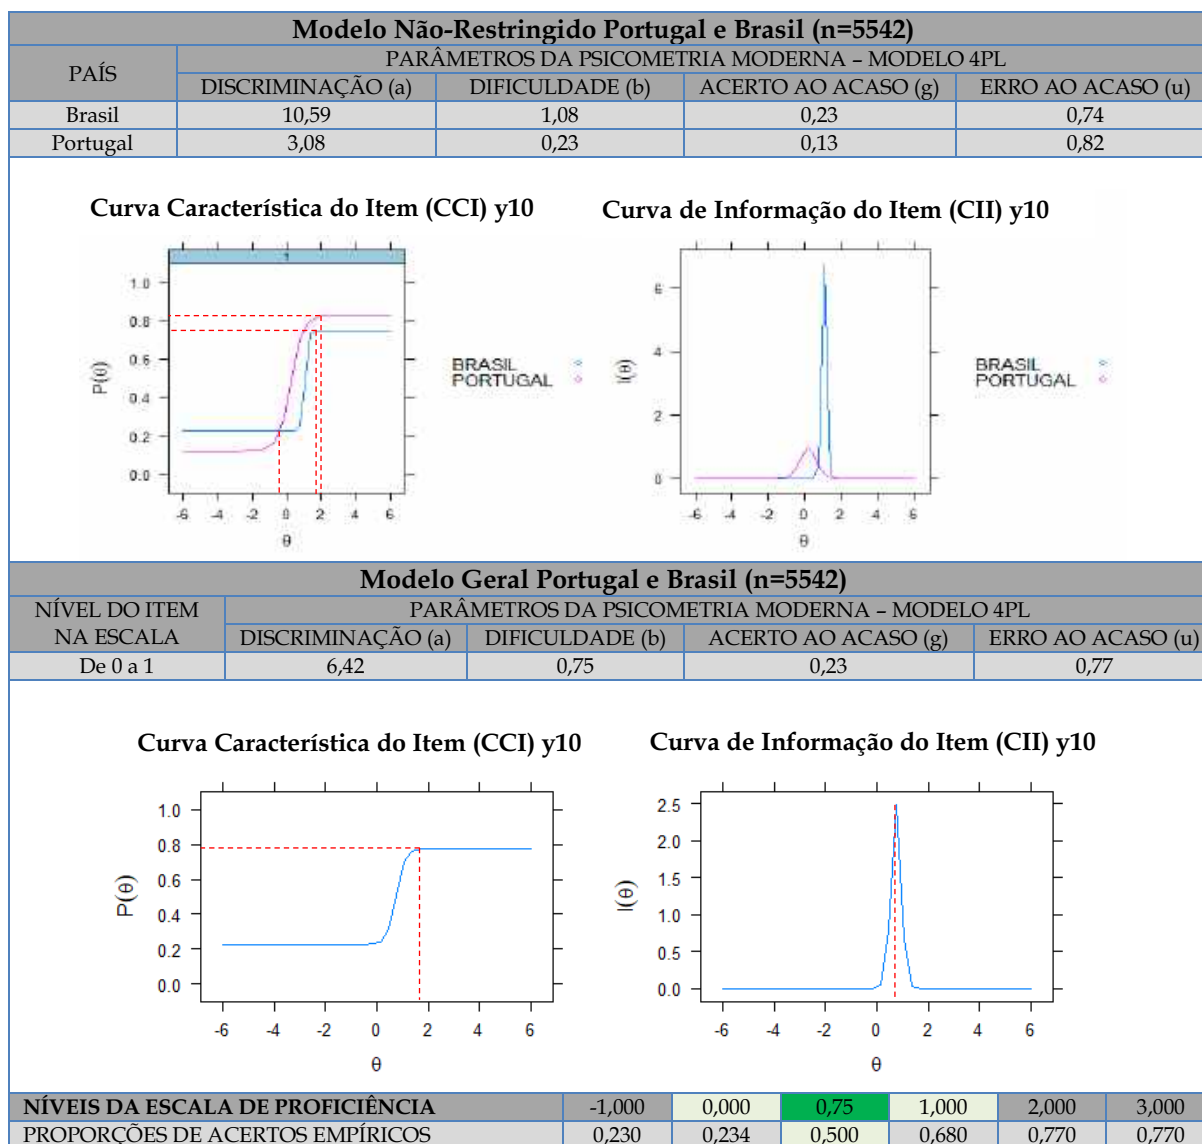 Modelo Não-Restringido Portugal e Brasil (n=5542)
PAÍS
PARÂMETROS DA PSICOMETRIA MODERNA – MODELO 4PL
DISCRIMINAÇÃO (a) DIFICULDADE (b) ACERTO AO ACASO (g) ERRO AO ACASO (u)
Brasil 10,59 1,08 0,23 0,74
Portugal 3,08 0,23 0,13 0,82
Curva Característica do Item (CCI) y10 Curva de Informação do Item (CII) y10
1
1.0
0.8
0.6
0.4
0.2
0.0
P(θ)
-6 -4 -2 0 2 4 6
θ
BRASIL
PORTUGAL
6
4
2
0
I(θ)
-6 -4 -2 0 2 4 6
θ
BRASIL
PORTUGAL
Modelo Geral Portugal e Brasil (n=5542)
NÍVEL DO ITEM NA ESCALA
PARÂMETROS DA PSICOMETRIA MODERNA – MODELO 4PL
DISCRIMINAÇÃO (a) DIFICULDADE (b) ACERTO AO ACASO (g) ERRO AO ACASO (u)
De 0 a 1 6,42 0,75 0,23 0,77
Curva Característica do Item (CCI) y10 Curva de Informação do Item (CII) y10
1.0
0.8
0.6
0.4
0.2
0.0
P(θ)
-6 -4 -2 0 2 4 6
θ
2.5
2.0
1.5
1.0
0.5
0.0
I(θ)
-6 -4 -2 0 2 4 6
θ
NÍVEIS DA ESCALA DE PROFICIÊNCIA -1,000 0,000 0,75 1,000 2,000 3,000
PROPORÇÕES DE ACERTOS EMPÍRICOS 0,230 0,234 0,500 0,680 0,770 0,770